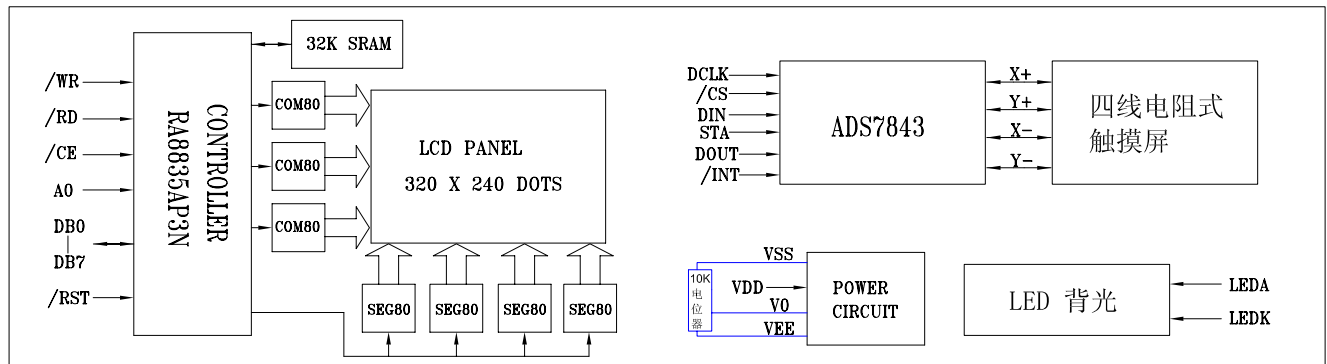 32K SRAM
/WR
/RD
/CE
A0
DB0
DB7
/RST
CONTROLLER
RA8835AP3N
COM80
COM80
COM80
LCD PANEL
320 X 240 DOTS
SEG80
SEG80
SEG80
SEG80
DCLK
/CS
DIN
STA
DOUT
/INT
ADS7843
X+
Y+
X-
Y-
四线电阻式
触摸屏
10K
电
位
器
VSS
VDD
V0
VEE
POWER
CIRCUIT
LED 背光
LEDA
LEDK